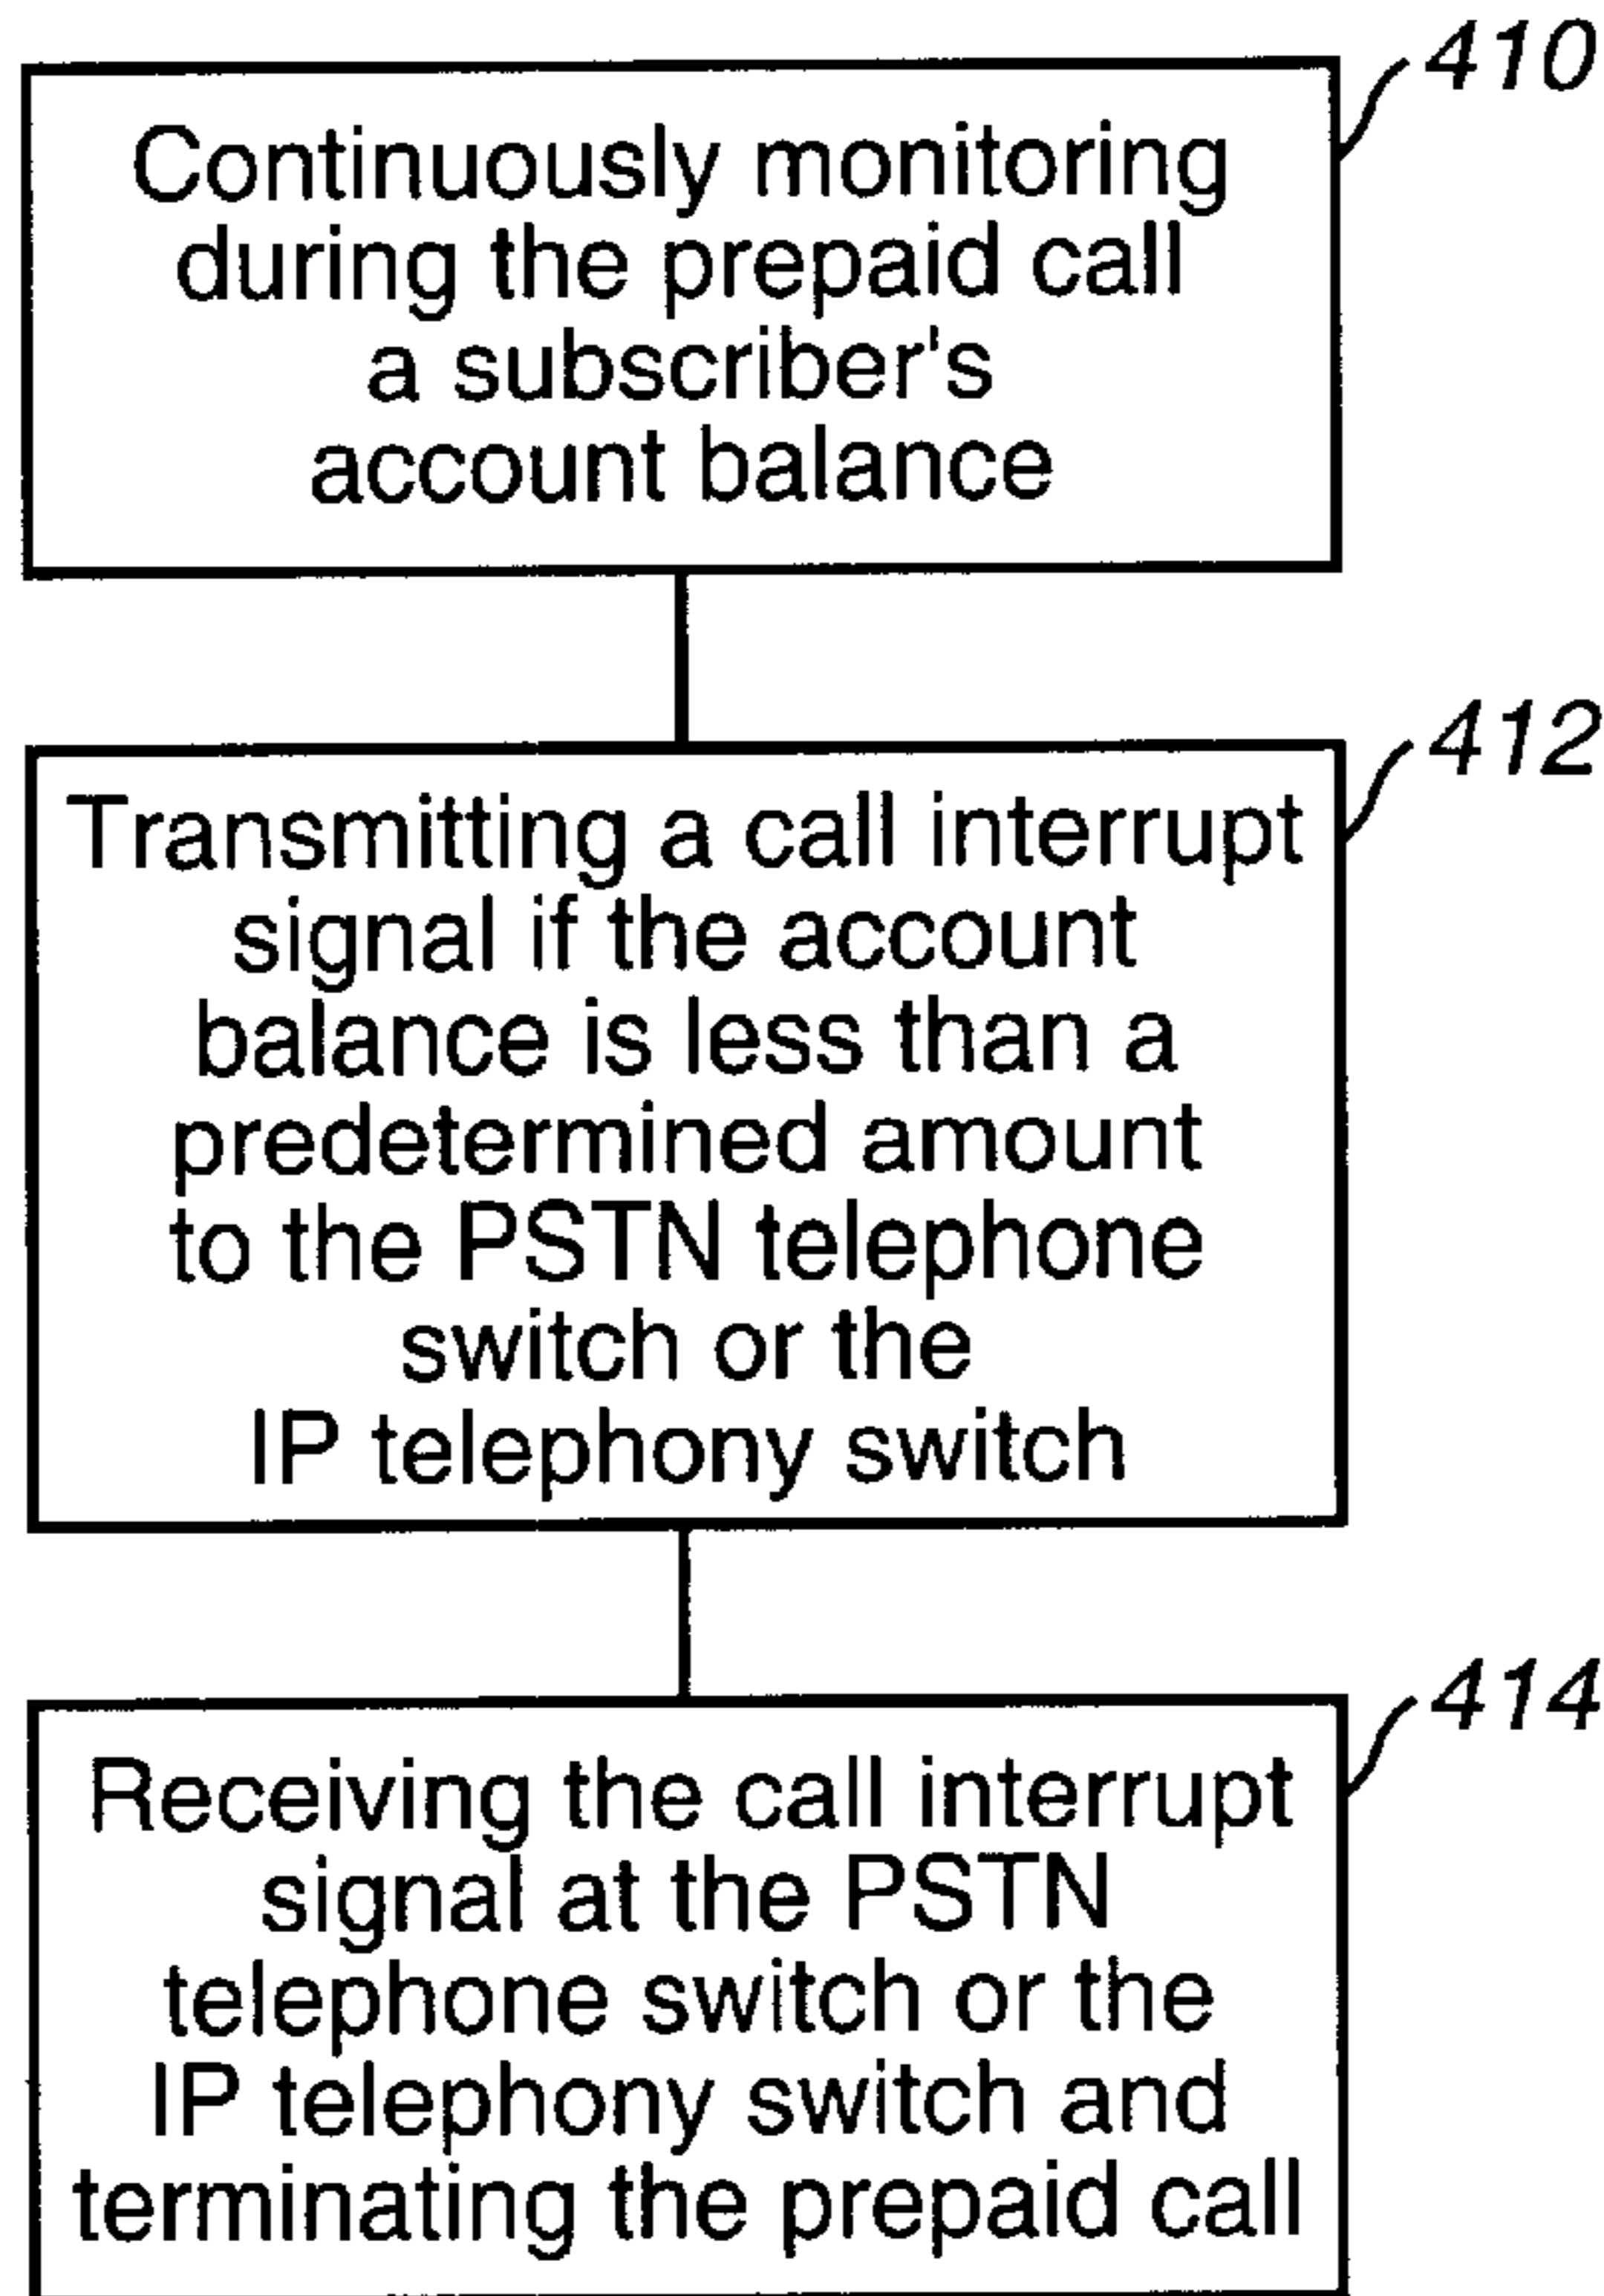 410
Continuously monitoring
during the prepaid call
a subscriber's
account balance
412
Transmitting a call interrupt
signal if the account
balance is less than a
predetermined amount
to the PSTN telephone
switch or the
IP telephony switch
414
Receiving the call interrupt
signal at the PSTN
telephone switch or the
IP telephony switch and
terminating the prepaid call